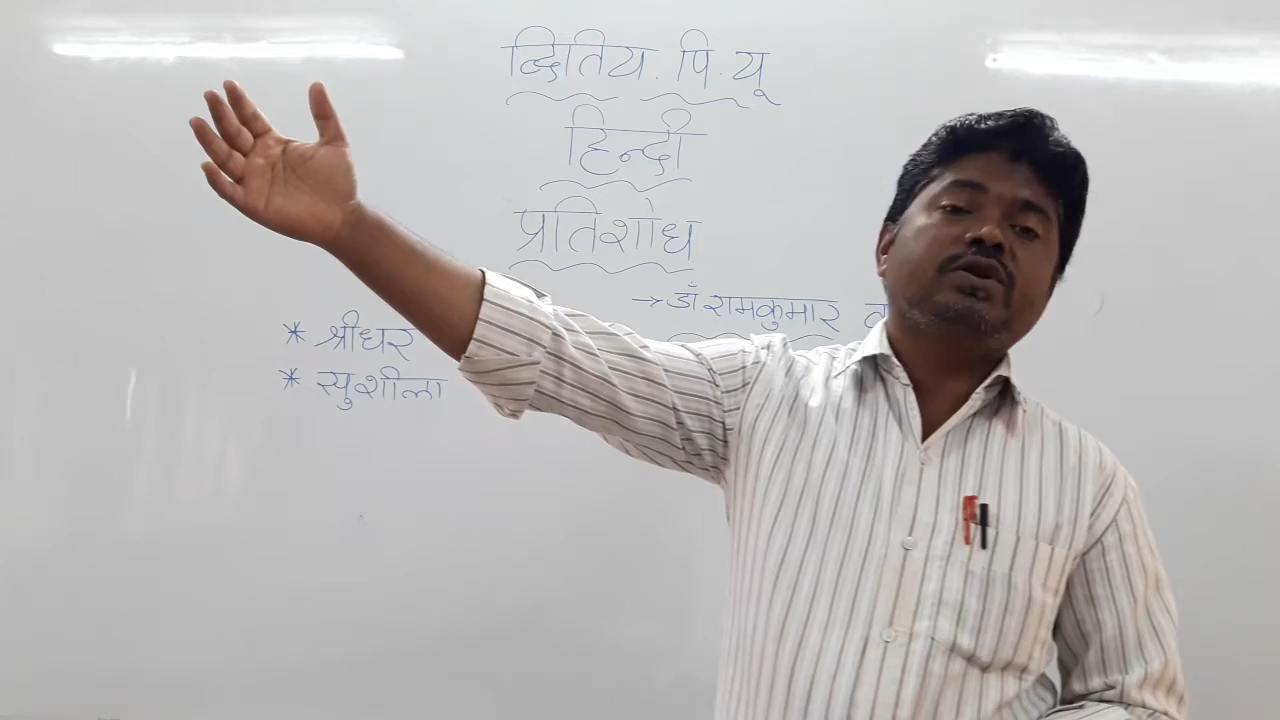 द्वितिय. पि. यू
हिन्दी
प्रतिशोध
→ डॉ रामकुमार
* श्रीधर
* सुशीला